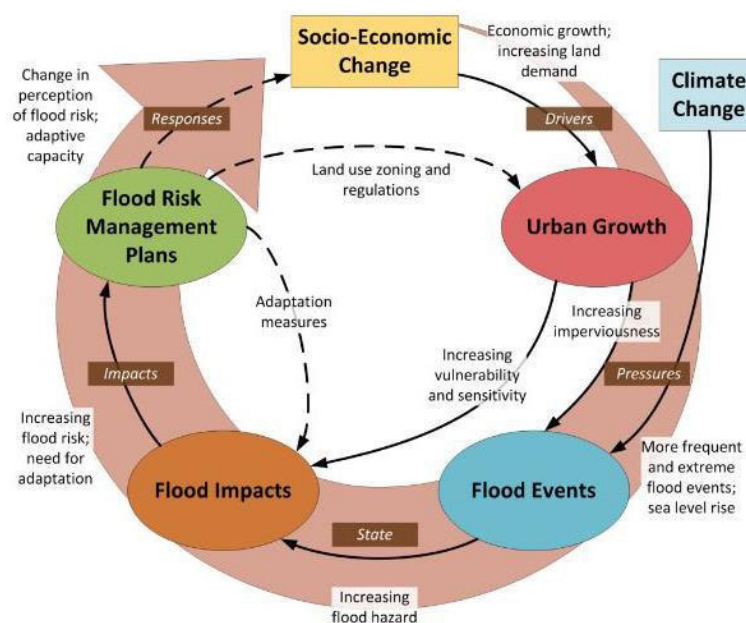 Socio-Economic
Change
Economic growth;
increasing land
demand
Climate
Change
Change in
perception
of flood risk;
adaptive
capacity
Responses
Drivers
Land use zoning and
regulations
Flood Risk
Management
Plans
Urban Growth
Adaptation
measures
Increasing
imperviousness
Increasing
vulnerability
and sensitivity
Impacts
Pressures
Increasing
flood risk;
need for
adaptation
Flood Impacts
Flood Events
More frequent
and extreme
flood events;
sea level rise
State
Increasing
flood hazard